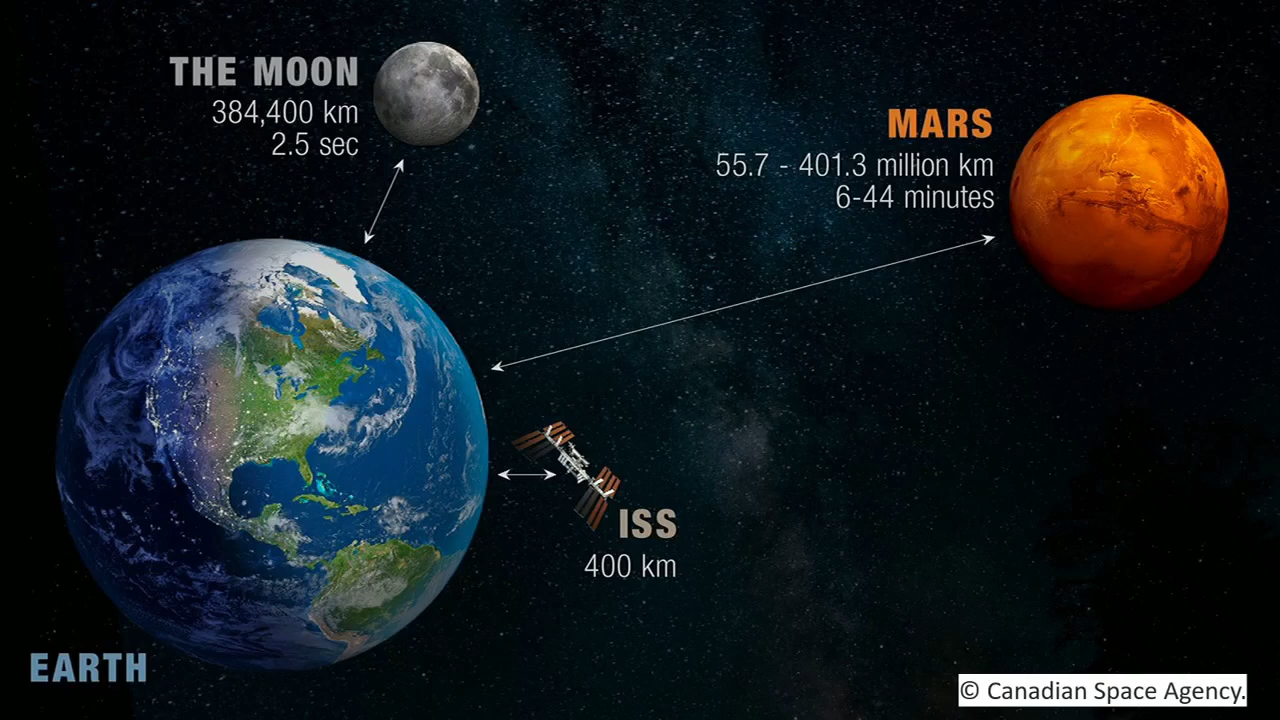 THE MOON
384,400 km
2.5 sec
MARS
55.7 - 401.3 million km
6-44 minutes
ISS
400 km
EARTH
© Canadian Space Agency.